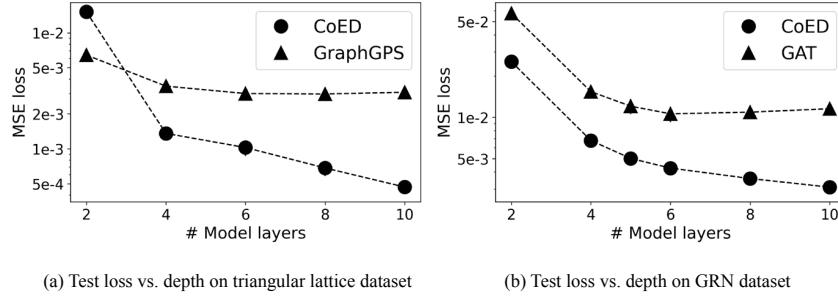 1e-2
5e-3
2e-3
1e-3
5e-4
MSE loss
CoED
GraphGPS
2 4 6 8 10
# Model layers
(a) Test loss vs. depth on triangular lattice dataset
5e-2
1e-2
5e-3
MSE loss
CoED
GAT
2 4 6 8 10
# Model layers
(b) Test loss vs. depth on GRN dataset